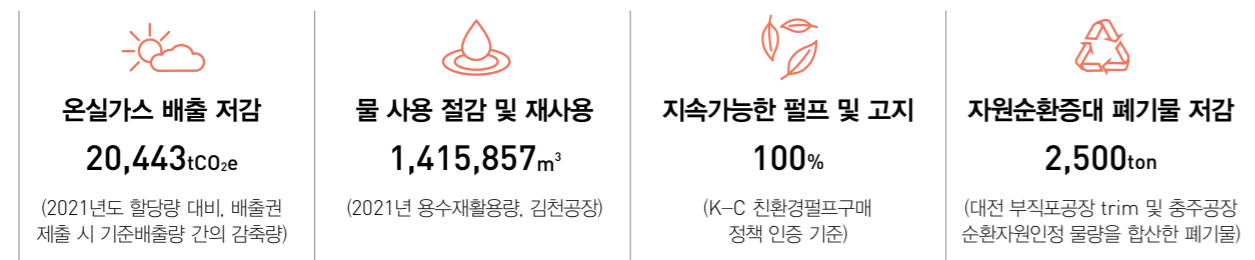 온실가스 배출 저감
20,443tCO₂e
(2021년도 할당량 대비, 배출권
제출 시 기준배출량 간의 감축량)
물 사용 절감 및 재사용
1,415,857m³
(2021년 용수재활용량, 김천공장)
지속가능한 펄프 및 고지
100%
(K-C 친환경펄프구매
정책 인증 기준)
자원순환증대 폐기물 저감
2,500ton
(대전 부직포공장 trim 및 충주공장
순환자원인정 물량을 합산한 폐기물)